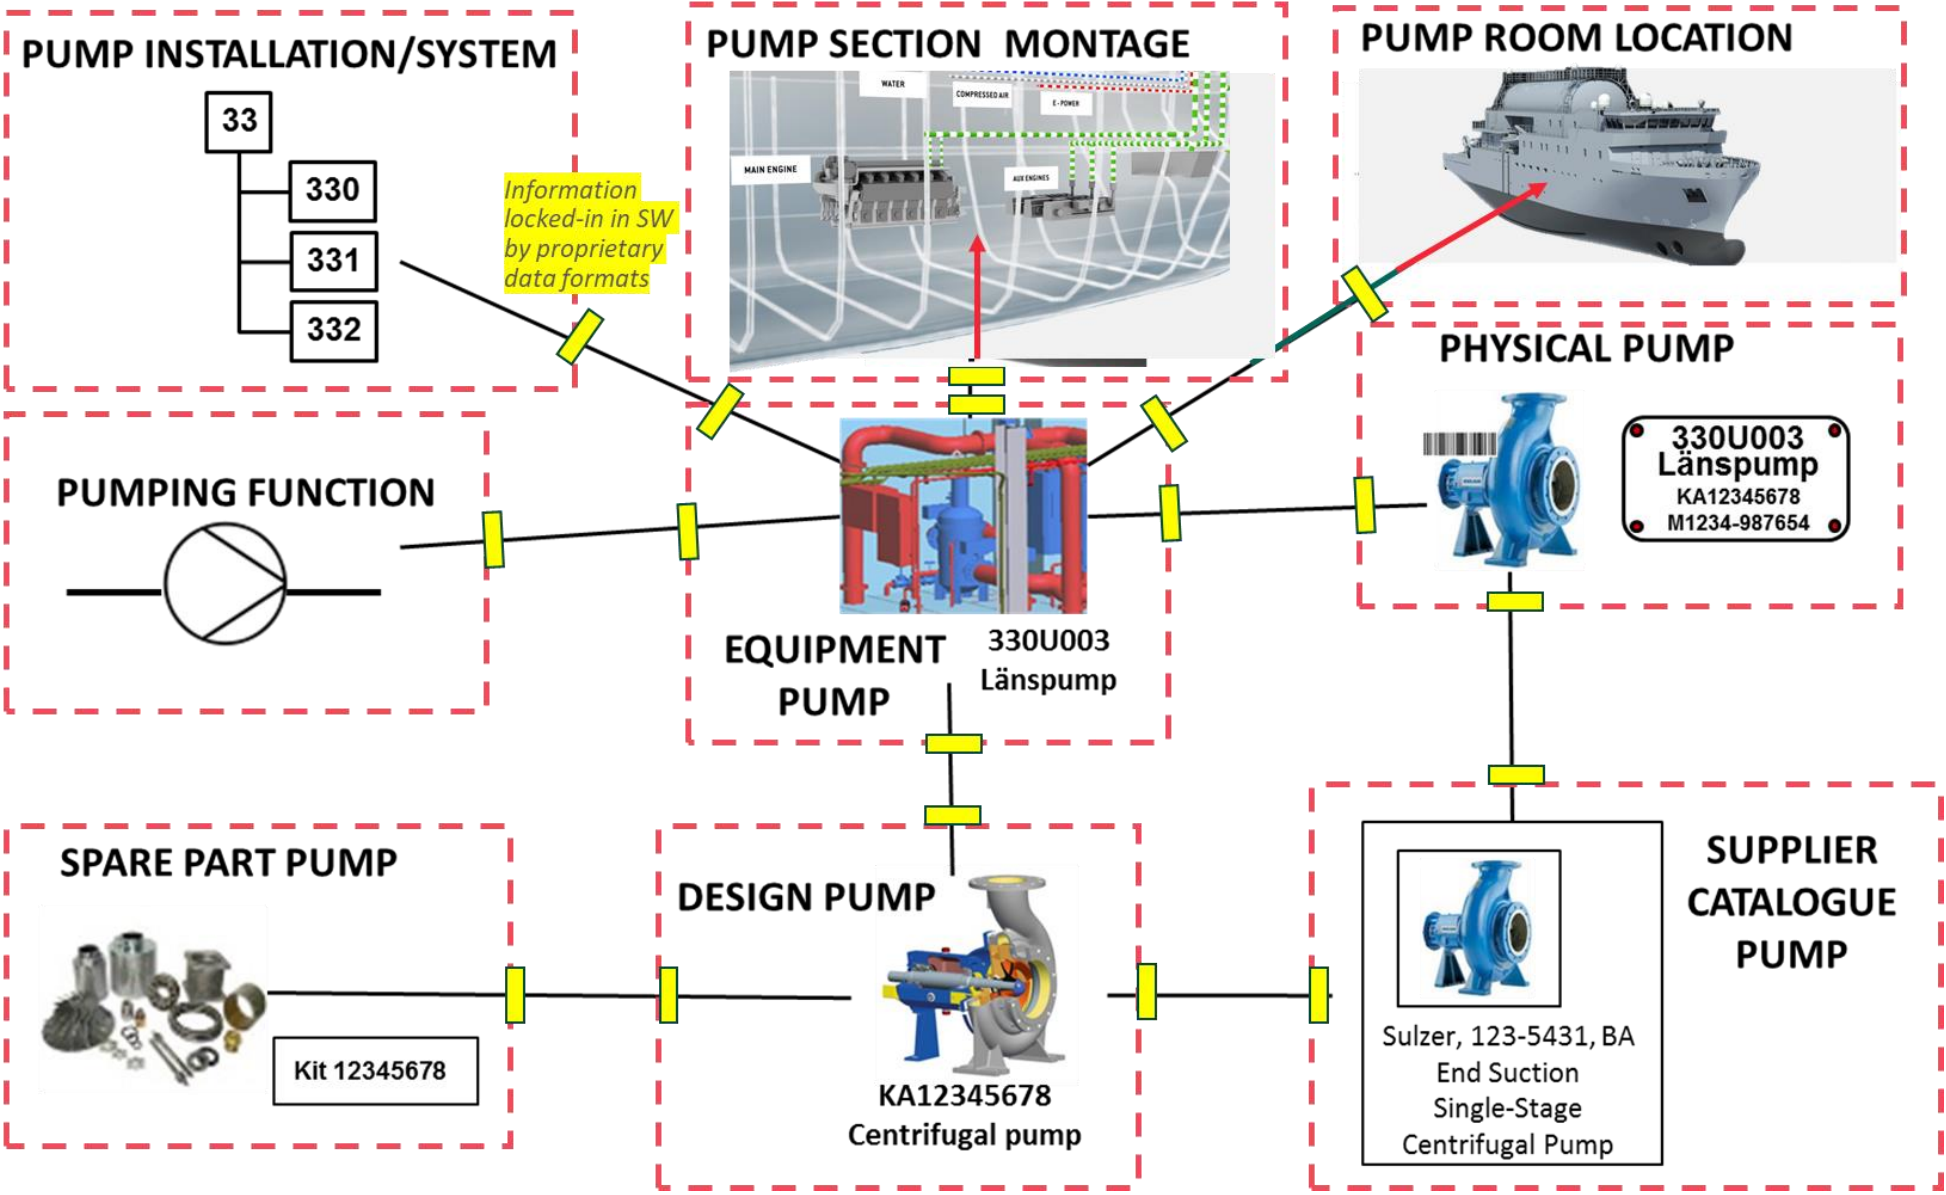 PUMP INSTALLATION/SYSTEM
33
330
331
332
Information
locked-in in SW
by proprietary
data formats
PUMP SECTION MONTAGE
WATER
COMPRESSED AIR
E - POWER
MAIN ENGINE
AUX ENGINES
PUMP ROOM LOCATION
PUMPING FUNCTION
EQUIPMENT
PUMP
330U003
Länspump
PHYSICAL PUMP
330U003
Länspump
KA12345678
M1234-987654
SPARE PART PUMP
Kit 12345678
DESIGN PUMP
KA12345678
Centrifugal pump
SUPPLIER
CATALOGUE
PUMP
Sulzer, 123-5431, BA
End Suction
Single-Stage
Centrifugal Pump